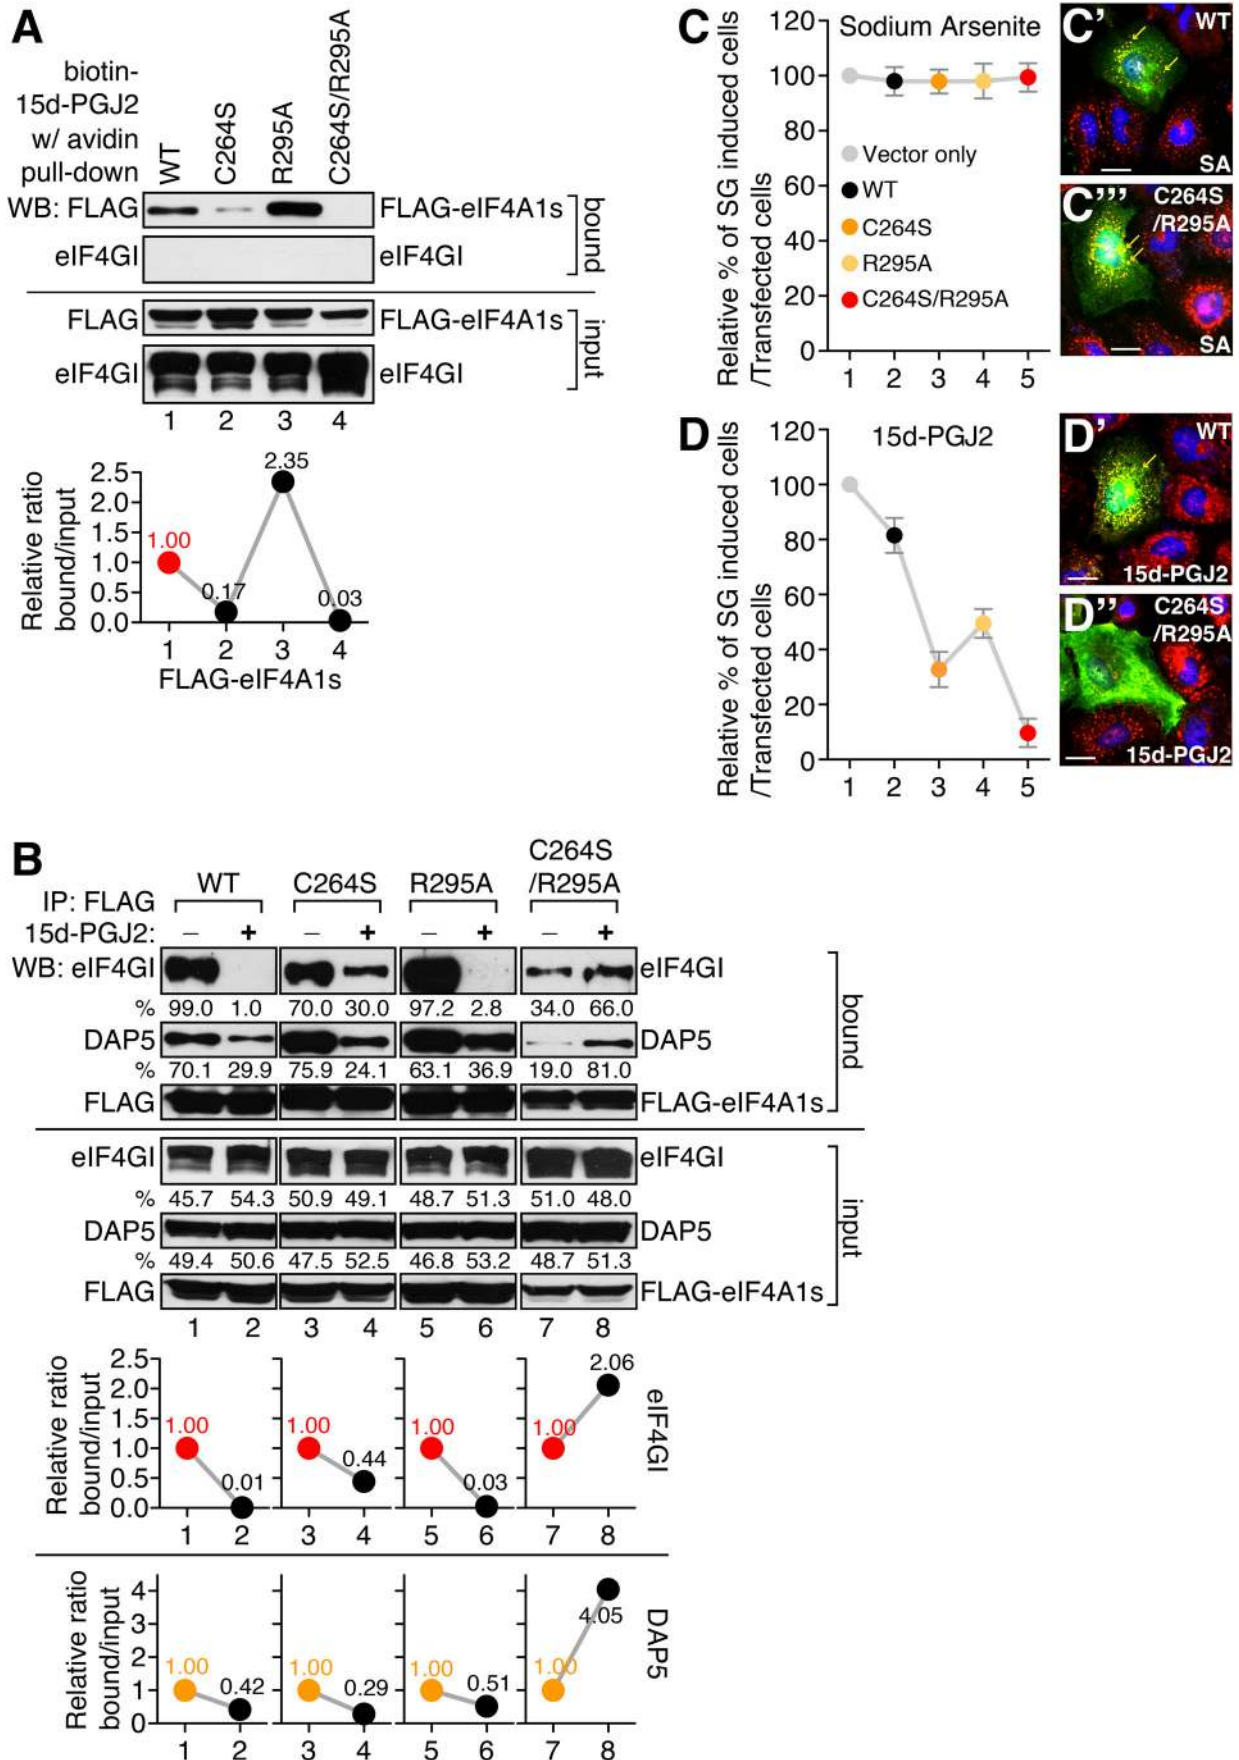 A
biotin-
15d-PGJ2
w/ avidin
pull-down
WT
C264S
R295A
C264S/R295A
WB: FLAG
FLAG-eIF4A1s
eIF4GI
eIF4GI
bound
FLAG
FLAG-eIF4A1s
eIF4GI
eIF4GI
input
1 2 3 4
Relative ratio
bound/input
2.5
2.0
1.5
1.0
0.5
0.0
1.00
0.17
2.35
0.03
1 2 3 4
FLAG-eIF4A1s
C
Relative % of SG induced cells
/Transfected cells
120
100
80
60
40
20
0
Sodium Arsenite
Vector only
WT
C264S
R295A
C264S/R295A
1 2 3 4 5
C’ WT
SA
C’’’ C264S
/R295A
SA
D
Relative % of SG induced cells
/Transfected cells
120
100
80
60
40
20
0
15d-PGJ2
1 2 3 4 5
D’ WT
15d-PGJ2
D’’ C264S
/R295A
15d-PGJ2
B
IP: FLAG
WT C264S R295A C264S
/R295A
15d-PGJ2: – + – + – + – +
WB: eIF4GI
eIF4GI
% 99.0 1.0 70.0 30.0 97.2 2.8 34.0 66.0
DAP5
DAP5
% 70.1 29.9 75.9 24.1 63.1 36.9 19.0 81.0
FLAG
FLAG-eIF4A1s
bound
eIF4GI
eIF4GI
% 45.7 54.3 50.9 49.1 48.7 51.3 51.0 48.0
DAP5
DAP5
% 49.4 50.6 47.5 52.5 46.8 53.2 48.7 51.3
FLAG
FLAG-eIF4A1s
input
1 2 3 4 5 6 7 8
Relative ratio
bound/input
2.5
2.0
1.5
1.0
0.5
0.0
1.00 0.01 1.00 0.44 1.00 0.03 1.00 2.06
1 2 3 4 5 6 7 8
eIF4GI
Relative ratio
bound/input
4
3
2
1
0
1.00 0.42 1.00 0.29 1.00 0.51 1.00 4.05
1 2 3 4 5 6 7 8
DAP5